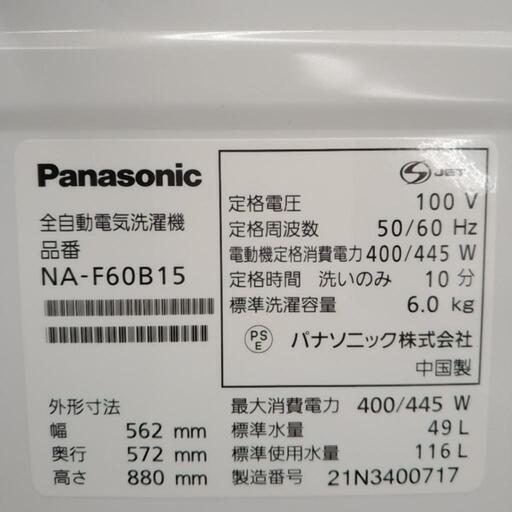 Panasonic
全自動電気洗濯機
品番
NA-F60B15
外形寸法
幅 562 mm
奥行 572 mm
高さ 880 mm
S JET
定格電圧 100 V
定格周波数 50/60 Hz
電動機定格消費電力 400/445 W
定格時間 洗いのみ 10 分
標準洗濯容量 6.0 kg
PS E パナソニック株式会社
中国製
最大消費電力 400/445 W
標準水量 49 L
標準使用水量 116 L
製造番号 21N3400717